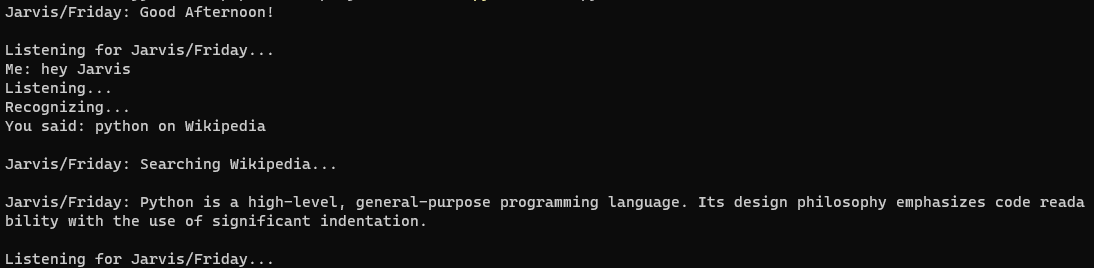 Jarvis/Friday: Good Afternoon!
Listening for Jarvis/Friday...
Me: hey Jarvis
Listening...
Recognizing...
You said: python on Wikipedia
Jarvis/Friday: Searching Wikipedia...
Jarvis/Friday: Python is a high-level, general-purpose programming language. Its design philosophy emphasizes code reada
bility with the use of significant indentation.
Listening for Jarvis/Friday...